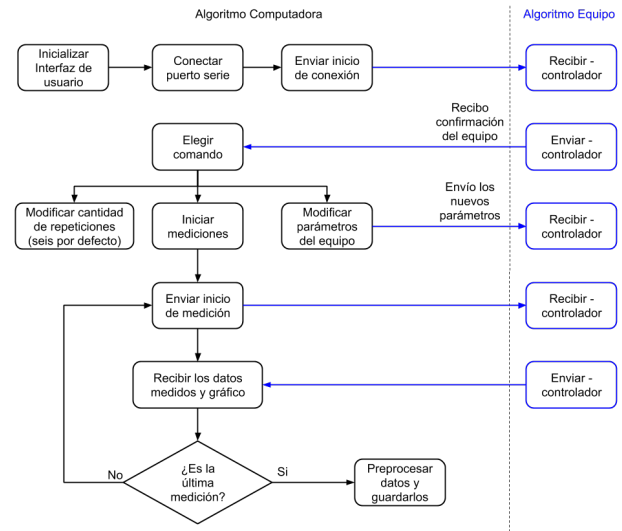 Algoritmo Computadora
Algoritmo Equipo
Inicializar
Interfaz de
usuario
Conectar
puerto serie
Enviar inicio
de conexión
Recibir -
controlador
Recibo
confirmación
del equipo
Elegir
comando
Enviar -
controlador
Envío los
nuevos
parámetros
Modificar cantidad
de repeticiones
(seis por defecto)
Iniciar
mediciones
Modificar
parámetros
del equipo
Recibir -
controlador
Enviar inicio
de medición
Recibir -
controlador
Recibir los datos
medidos y gráfico
Enviar -
controlador
No
¿Es la
última
medición?
Si
Preprocesar
datos y
guardarlos